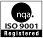 nqa.
ISO 9001
Registered